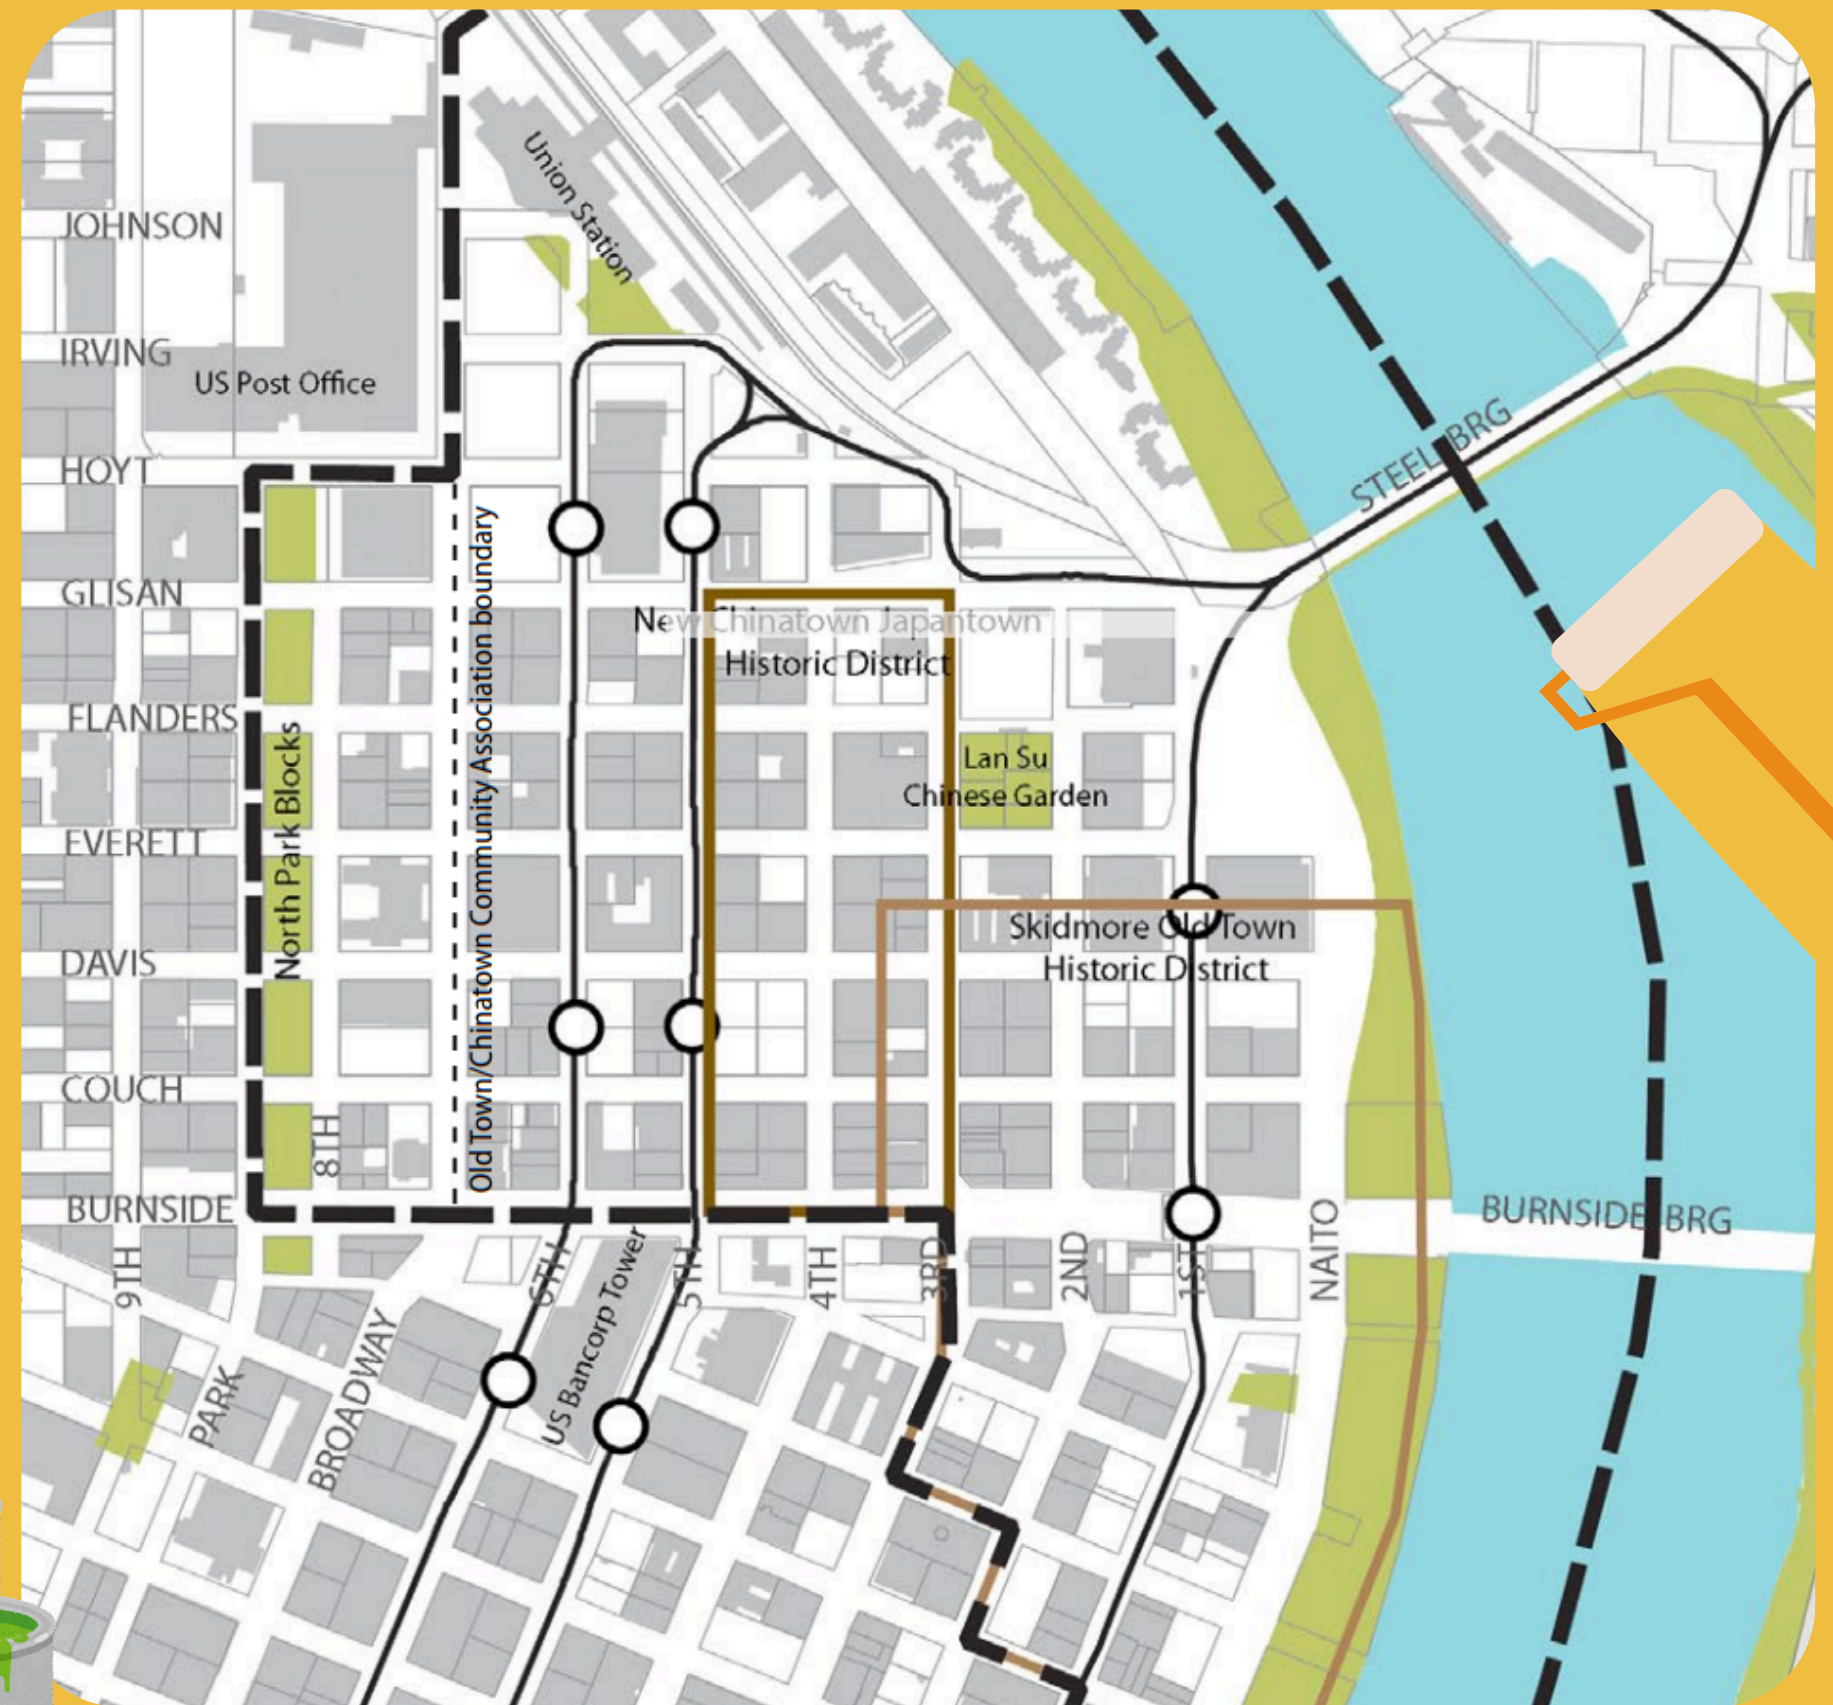 Union Station
JOHNSON
IRVING
US Post Office
STEEL BRG
HOYT
GLISAN
New Chinatown Japantown
Historic District
FLANDERS
Lan Su
Chinese Garden
North Park Blocks
Old Town/Chinatown Community Association boundary
EVERETT
Skidmore Old Town
Historic District
DAVIS
COUCH
8TH
BURNSIDE
BURNSIDE BRG
9TH
6TH
US Bancorp Tower
5TH
4TH
3RD
2ND
1ST
NAITO
PARK
BROADWAY